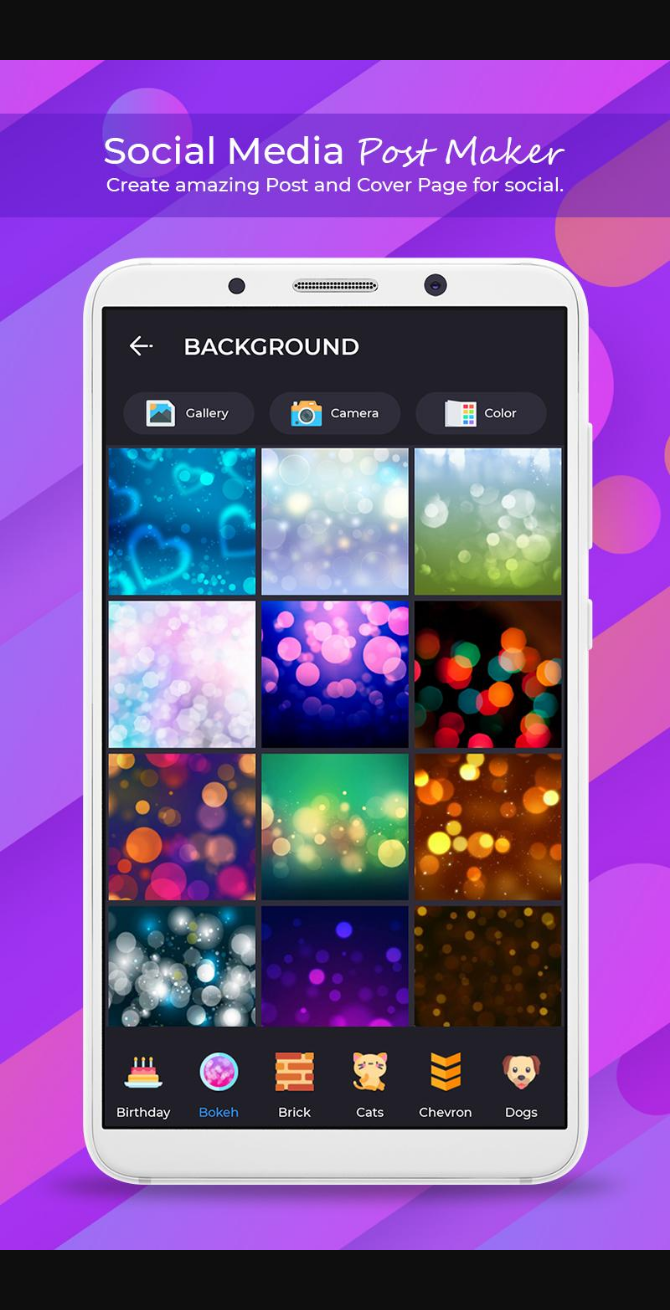 Social Media Post Maker
Create amazing Post and Cover Page for social.
BACKGROUND
Gallery Camera Color
Birthday Bokeh Brick Cats Chevron Dogs